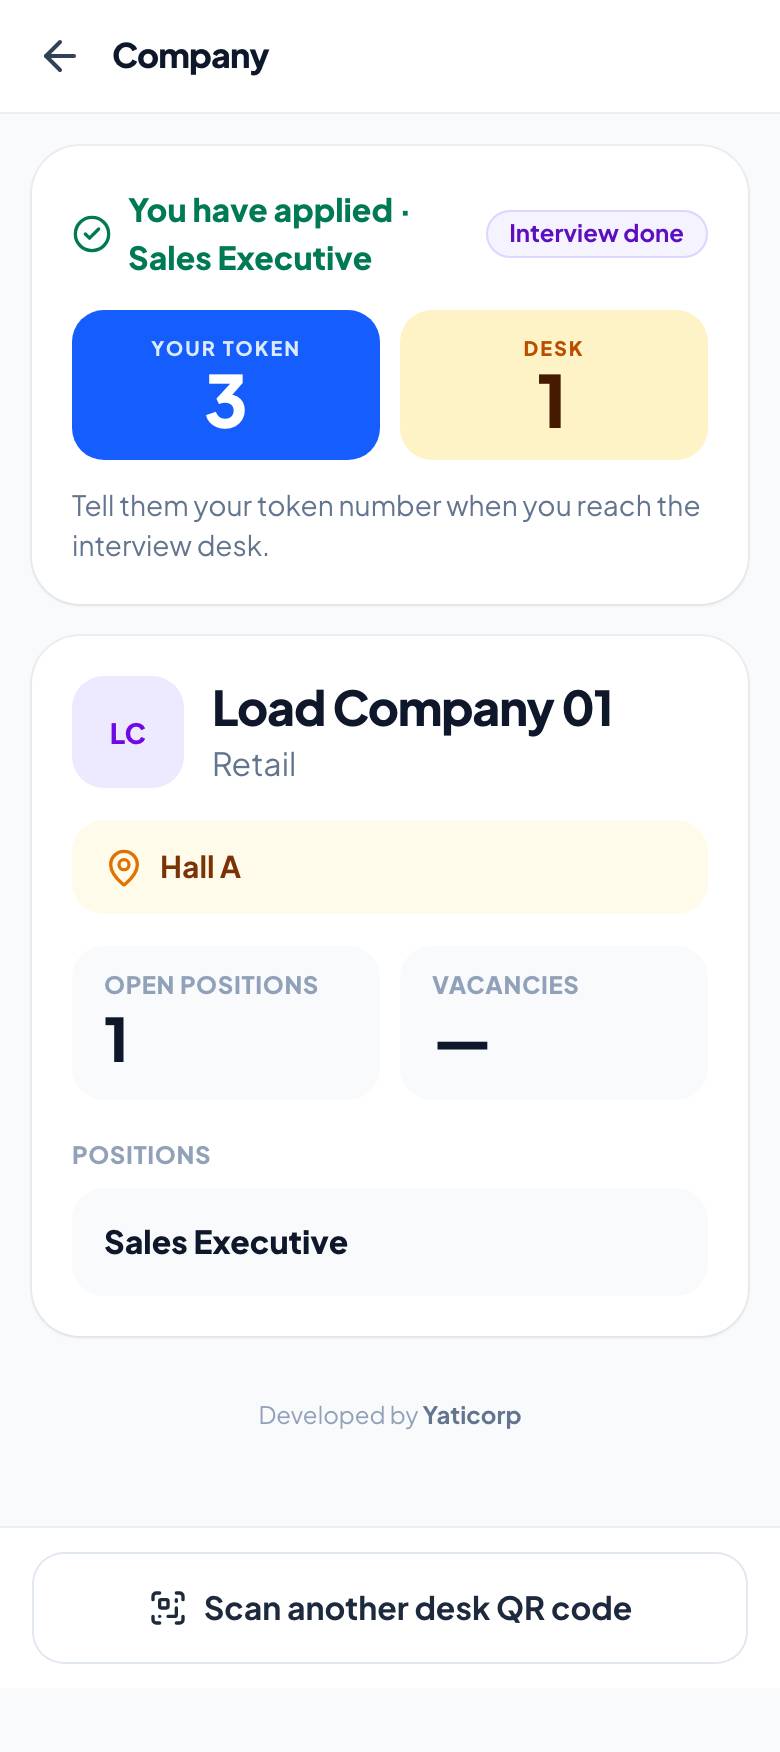 Company
You have applied ·
Sales Executive
Interview done
YOUR TOKEN
3
DESK
1
Tell them your token number when you reach the
interview desk.
LC
Load Company 01
Retail
Hall A
OPEN POSITIONS
1
VACANCIES
—
POSITIONS
Sales Executive
Developed by Yaticorp
Scan another desk QR code